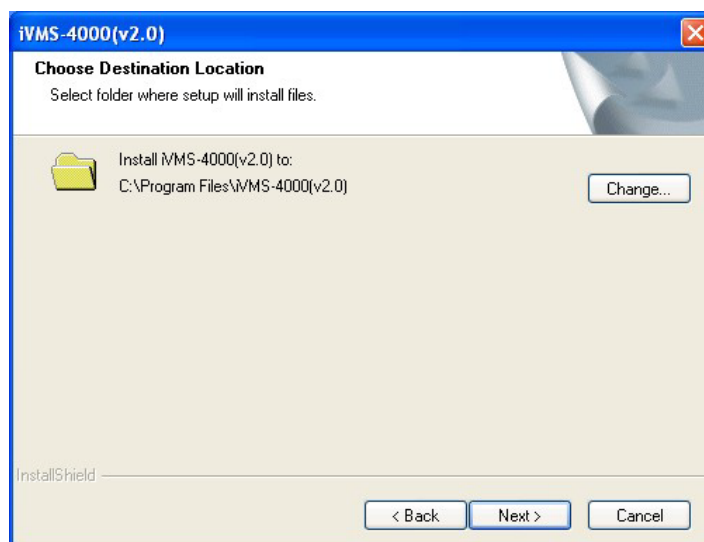 iVMS-4000(v2.0)
Choose Destination Location
Select folder where setup will install files.
Install iVMS-4000(v2.0) to:
C:\Program Files\iVMS-4000(v2.0)
Change...
InstallShield
< Back
Next >
Cancel